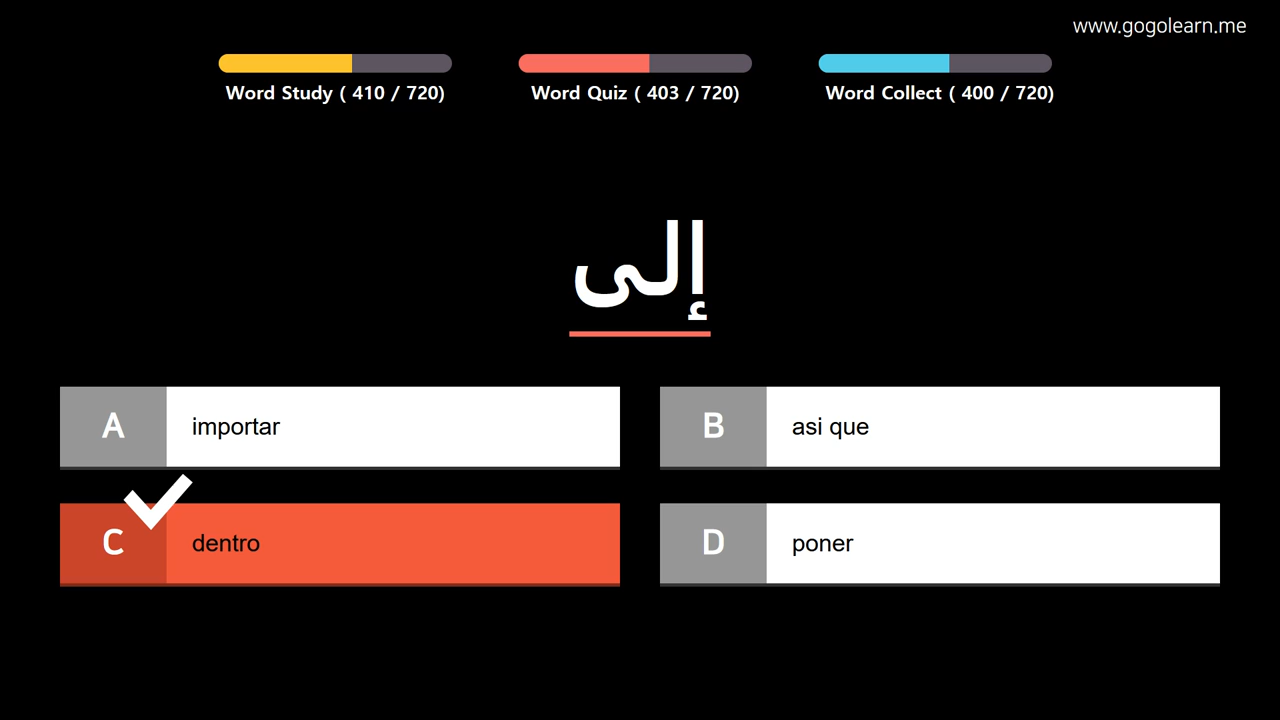 www.gogolearn.me
Word Study ( 410 / 720)
Word Quiz ( 403 / 720)
Word Collect ( 400 / 720)
إلى
A importar
B asi que
C dentro
D poner